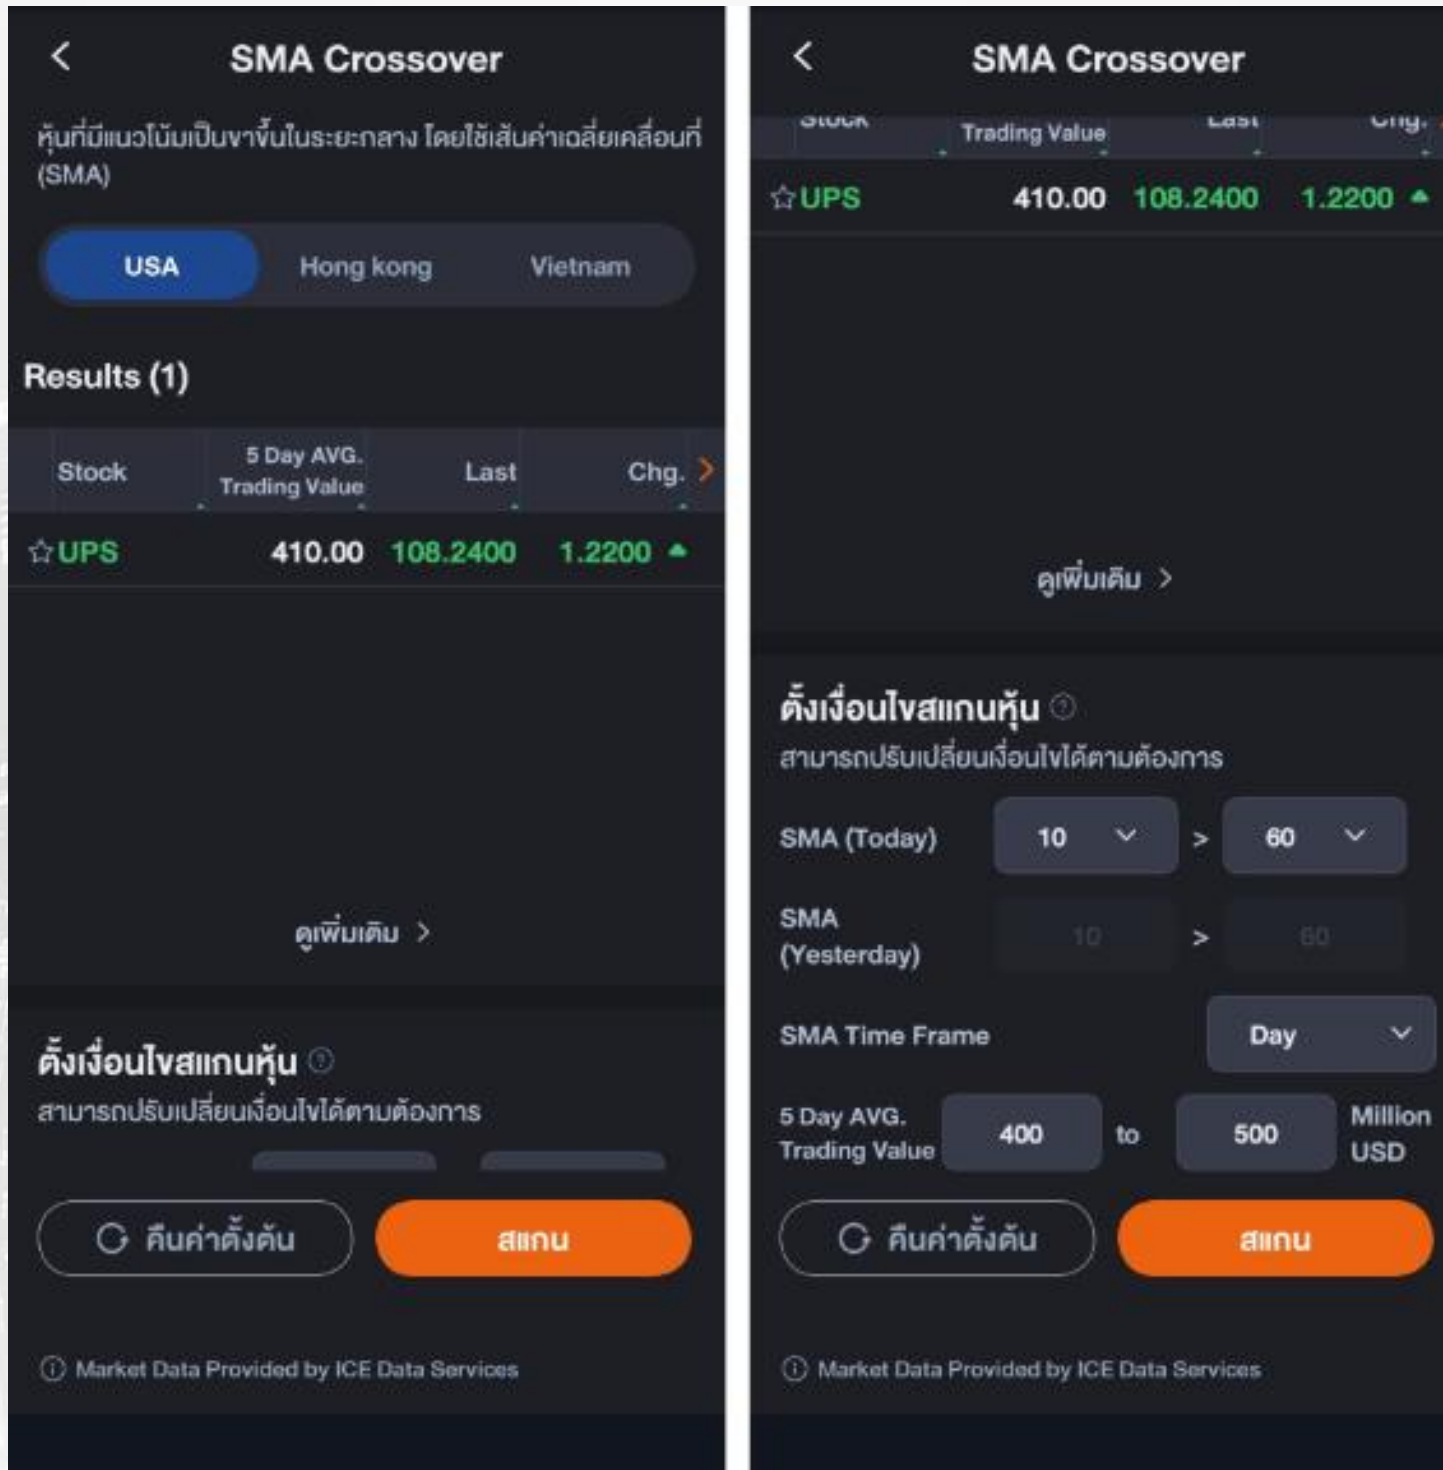 SMA Crossover
หุ้นที่มีแนวโน้มเป็นขาขึ้นในระยะกลาง โดยใช้เส้นค่าเฉลี่ยเคลื่อนที่
(SMA)
USA Hong kong Vietnam
Results (1)
Stock 5 Day AVG. Trading Value Last Chg.
UPS 410.00 108.2400 1.2200
ดูเพิ่มเติม >
ตั้งเงื่อนไขสแกนหุ้น
สามารถปรับเปลี่ยนเงื่อนไขได้ตามต้องการ
คืนค่าตั้งต้น สแกน
Market Data Provided by ICE Data Services
SMA Crossover
Stock Trading Value Last Chg.
UPS 410.00 108.2400 1.2200
ดูเพิ่มเติม >
ตั้งเงื่อนไขสแกนหุ้น
สามารถปรับเปลี่ยนเงื่อนไขได้ตามต้องการ
SMA (Today) 10 > 60
SMA (Yesterday) 10 > 60
SMA Time Frame Day
5 Day AVG. Trading Value 400 to 500 Million USD
คืนค่าตั้งต้น สแกน
Market Data Provided by ICE Data Services